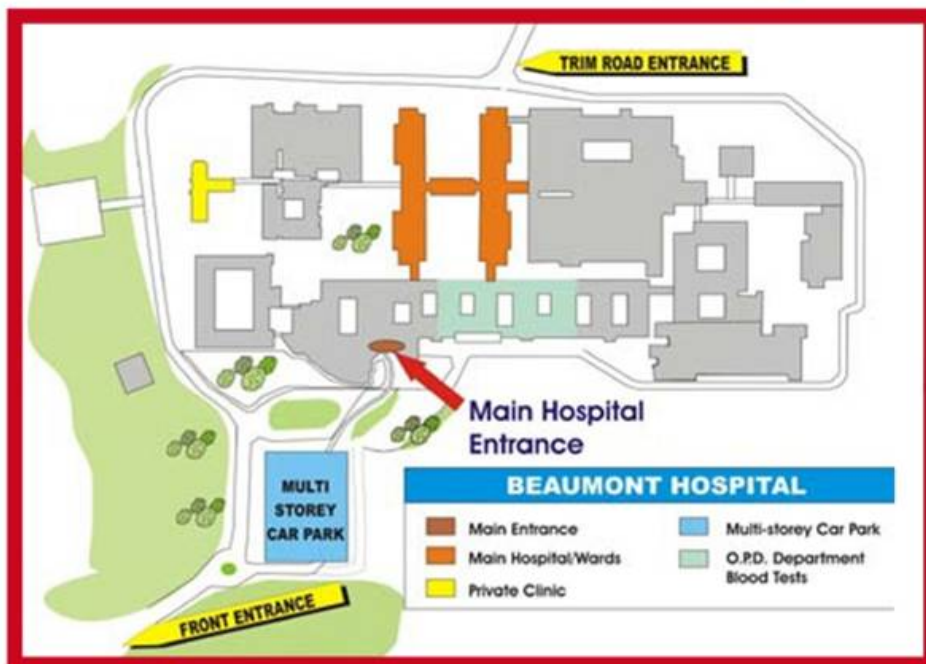 TRIM ROAD ENTRANCE
Main Hospital
Entrance
MULTI
STOREY
CAR PARK
BEAUMONT HOSPITAL
Main Entrance
Multi-storey Car Park
Main Hospital/Wards
O.P.D. Department
Blood Tests
Private Clinic
FRONT ENTRANCE